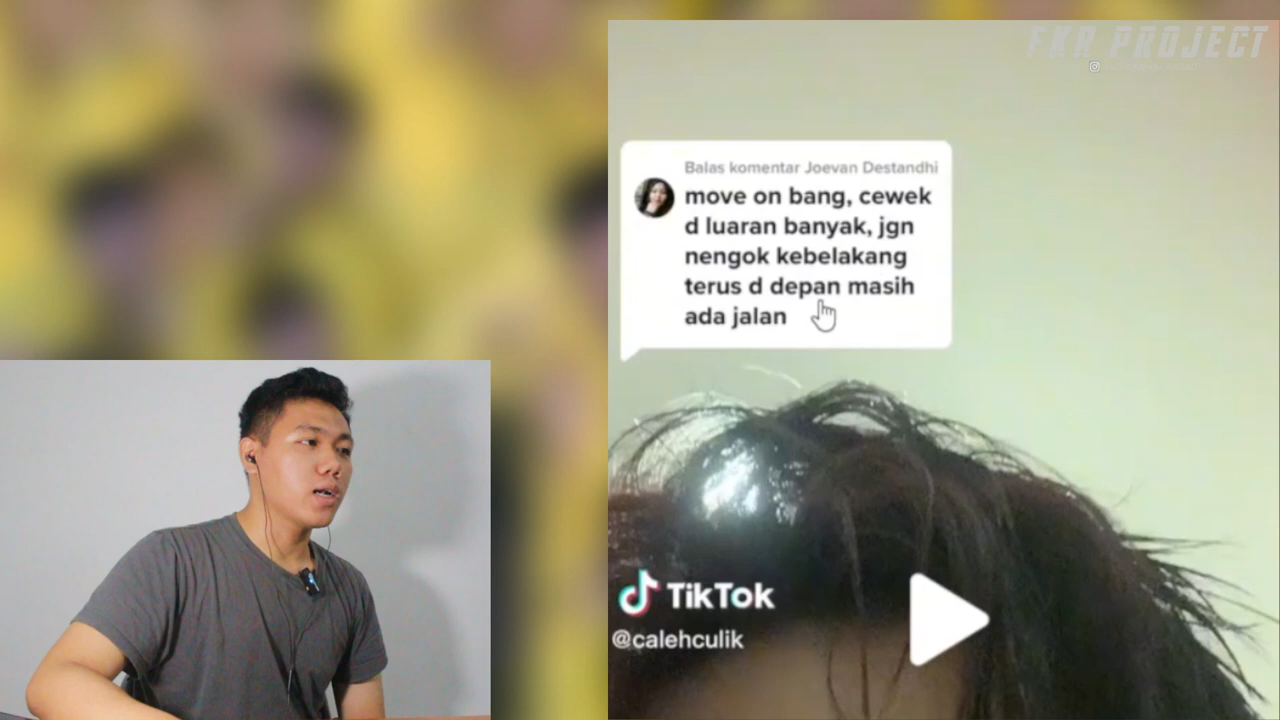 FKR PROJECT
Balas komentar Joevan Destandhi
move on bang, cewek
d luaran banyak, jgn
nengok kebelakang
terus d depan masih
ada jalan
TikTok
@calehculik